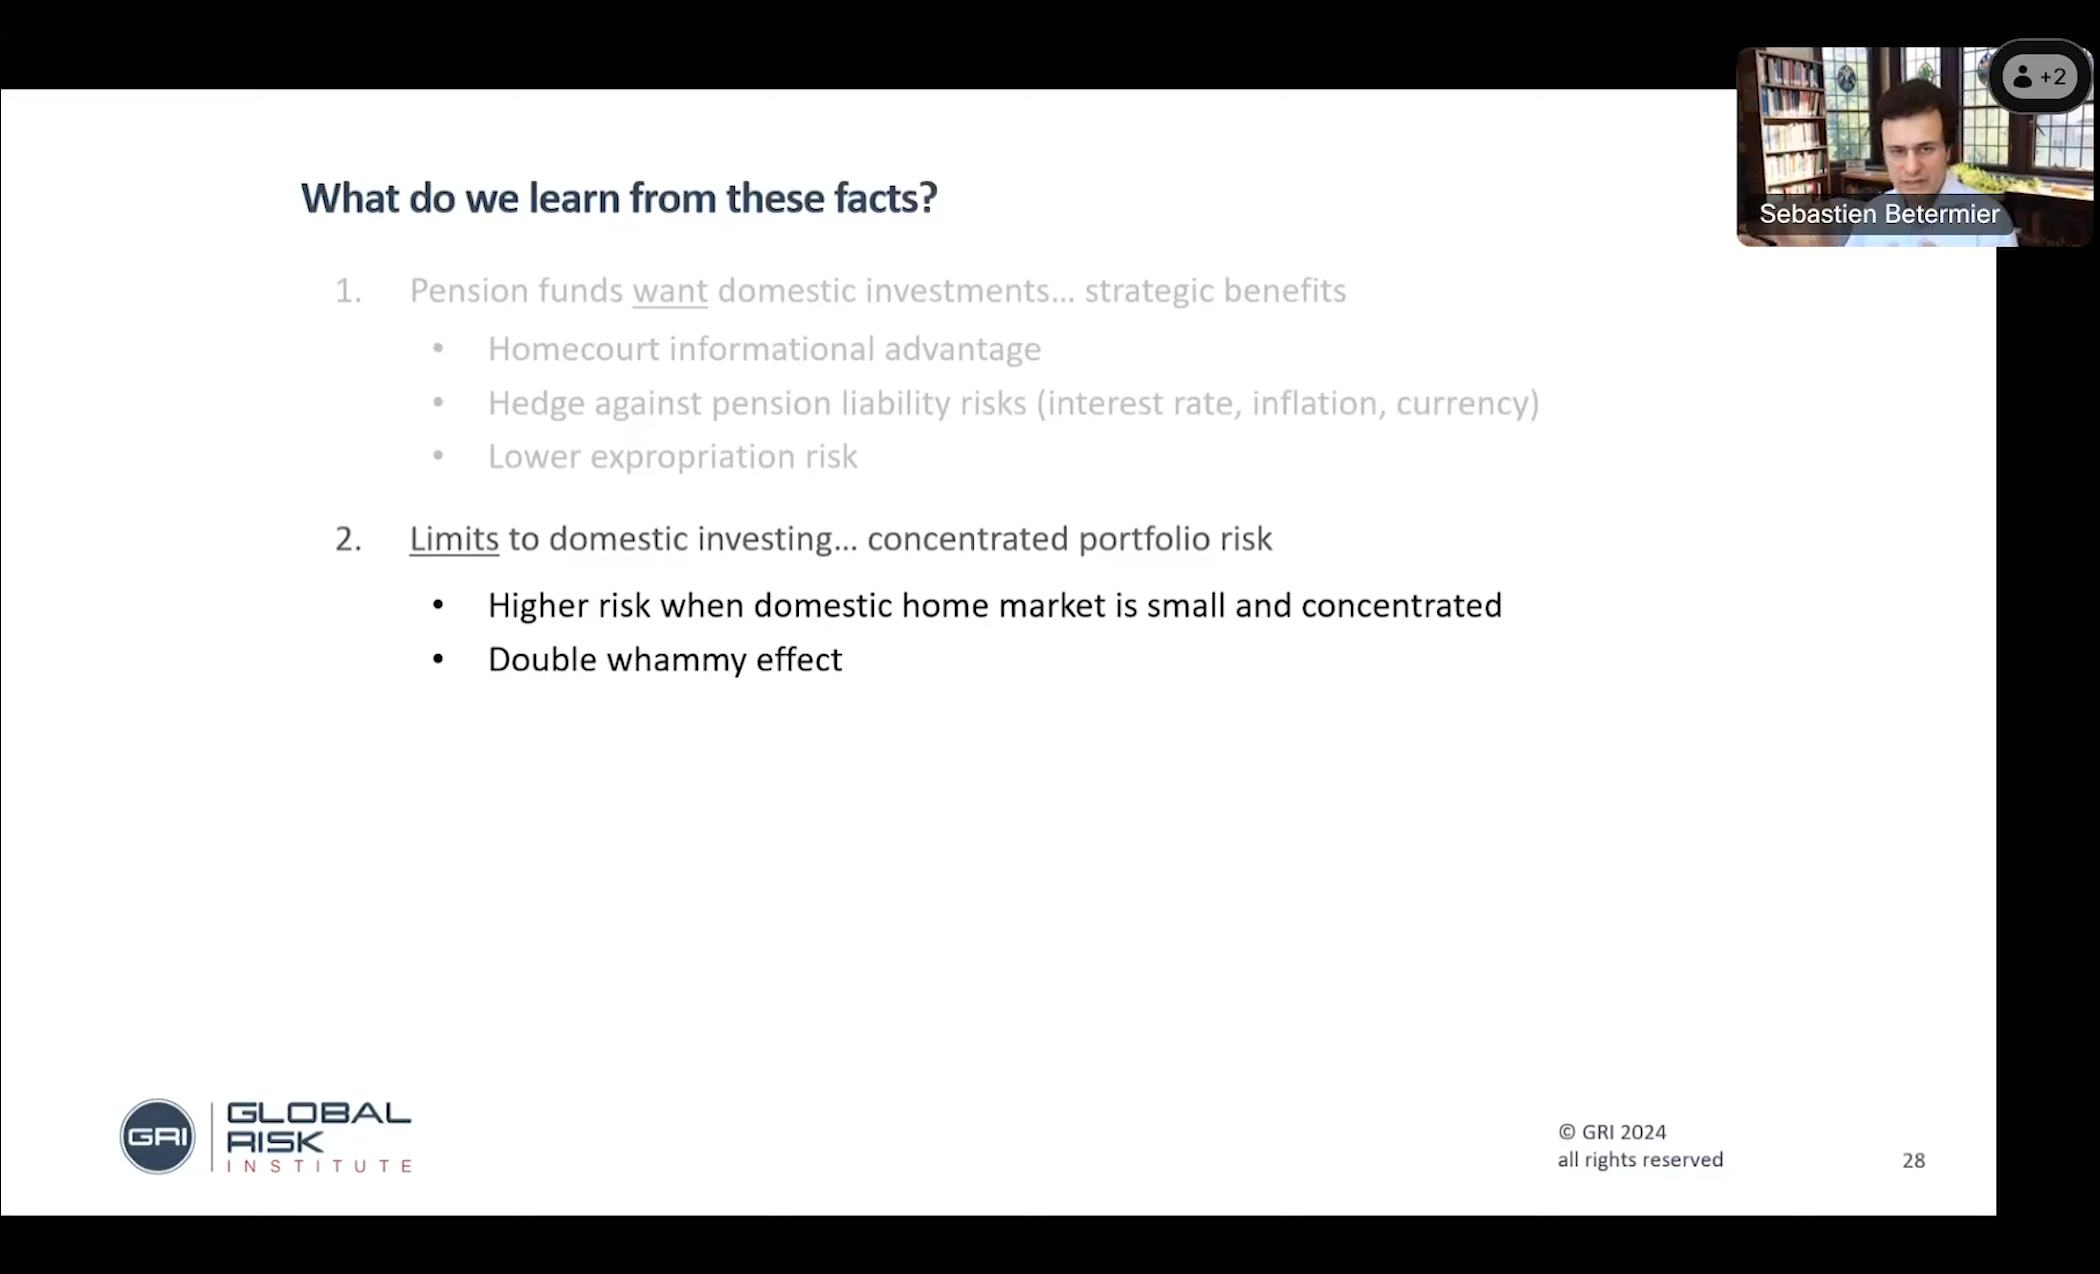 +2
Sebastien Betermier
What do we learn from these facts?
1. Pension funds want domestic investments... strategic benefits
• Homecourt informational advantage
• Hedge against pension liability risks (interest rate, inflation, currency)
• Lower expropriation risk
2. Limits to domestic investing... concentrated portfolio risk
• Higher risk when domestic home market is small and concentrated
• Double whammy effect
GRI
GLOBAL
RISK
INSTITUTE
© GRI 2024
all rights reserved
28